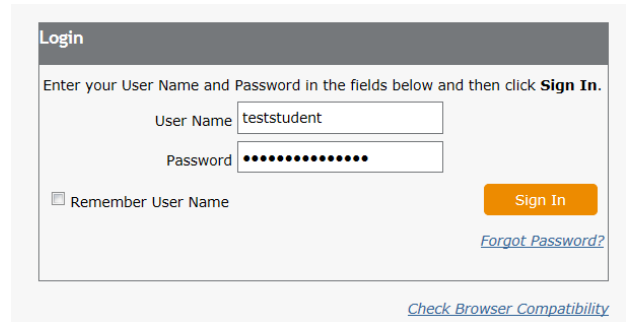 Login
Enter your User Name and Password in the fields below and then click Sign In.
User Name teststudent
Password •••••••••••••••
Remember User Name
Sign In
Forgot Password?
Check Browser Compatibility